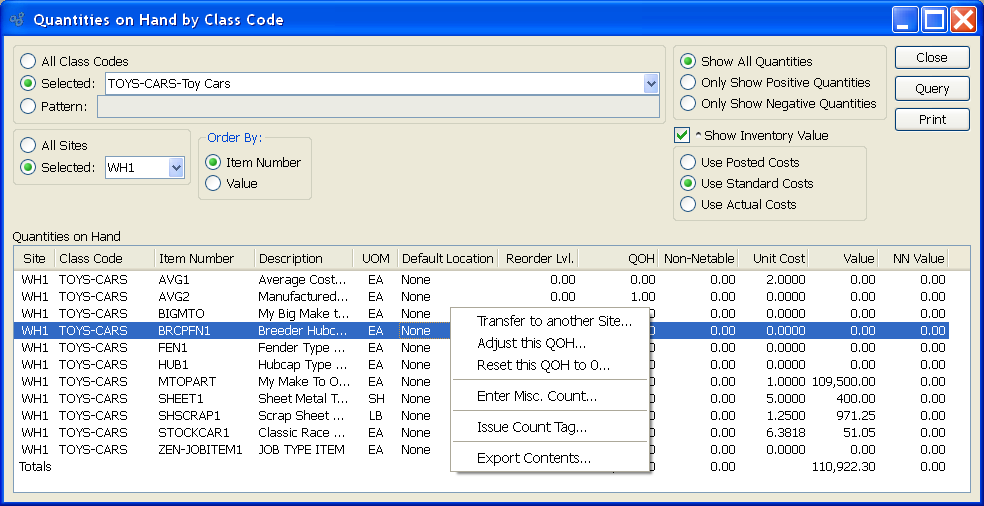 Quantities on Hand by Class Code
All Class Codes
Selected: TOYS-CARS-Toy Cars
Pattern:
Show All Quantities
Only Show Positive Quantities
Only Show Negative Quantities
Close
Query
Print
All Sites
Selected: WH1
Order By:
Item Number
Value
^ Show Inventory Value
Use Posted Costs
Use Standard Costs
Use Actual Costs
Quantities on Hand
Site Class Code Item Number Description UOM Default Location Reorder Lvl. QOH Non-Netable Unit Cost Value NN Value
WH1 TOYS-CARS AVG1 Average Cost... EA None 0.00 0.00 0.00 2.0000 0.00 0.00
WH1 TOYS-CARS AVG2 Manufactured... EA None 0.00 1.00 0.00 0.0000 0.00 0.00
WH1 TOYS-CARS BIGMTO My Big Make t... EA None 0.00 0.0000 0.00 0.00
WH1 TOYS-CARS BRCPFN1 Breeder Hubc... EA None 0.00 0.0000 0.00 0.00
WH1 TOYS-CARS FEN1 Fender Type ... EA None 0.00 0.0000 0.00 0.00
WH1 TOYS-CARS HUB1 Hubcap Type ... EA None 0.00 0.0000 0.00 0.00
WH1 TOYS-CARS MTOPART My Make To O... EA None 0.00 1.0000 109,500.00 0.00
WH1 TOYS-CARS SHEET1 Sheet Metal T... SH None 0.00 5.0000 400.00 0.00
WH1 TOYS-CARS SHSCRAP1 Scrap Sheet ... LB None 0.00 1.2500 971.25 0.00
WH1 TOYS-CARS STOCKCAR1 Classic Race ... EA None 0.00 6.3818 51.05 0.00
WH1 TOYS-CARS ZEN-JOBITEM1 JOB TYPE ITEM EA None 0.00 0.0000 0.00 0.00
Totals 0.00 110,922.30 0.00
Transfer to another Site...
Adjust this QOH...
Reset this QOH to 0...
Enter Misc. Count...
Issue Count Tag...
Export Contents...